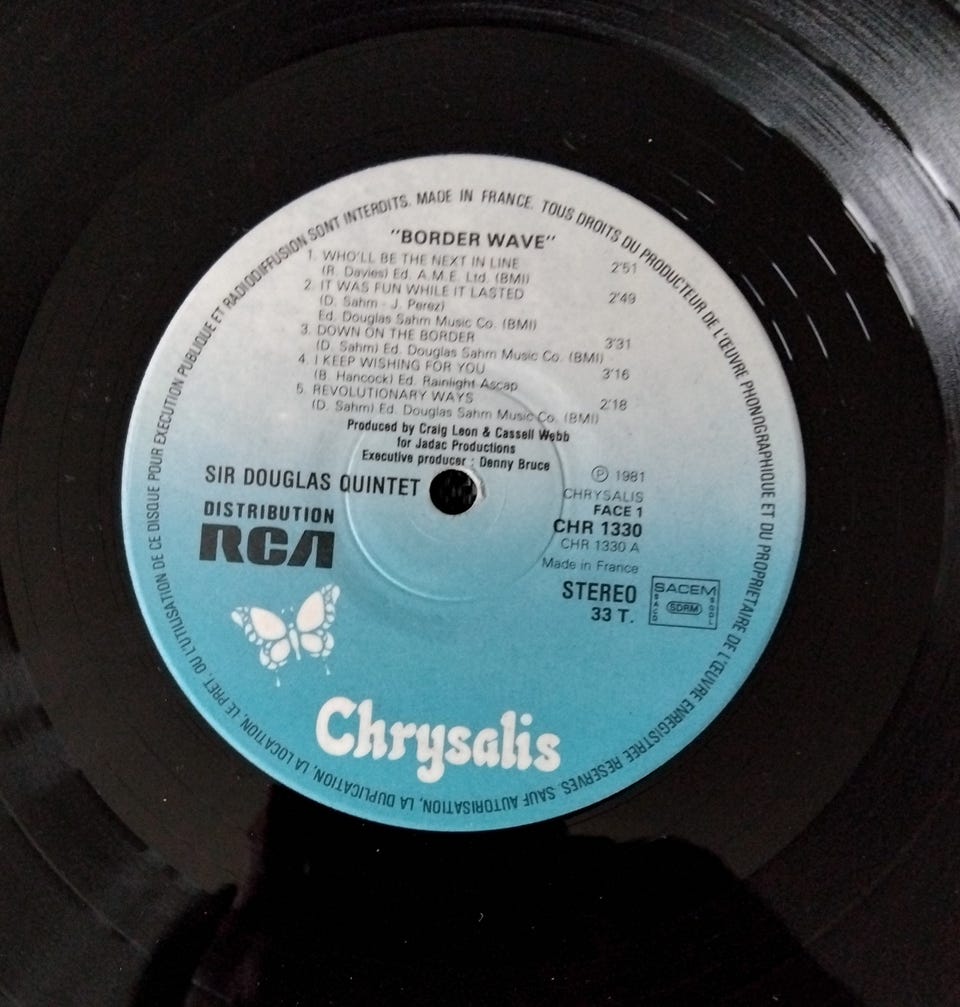 MADE IN FRANCE. TOUS DROITS DU PRODUCTEUR DE L'ŒUVRE PHONOGRAPHIQUE ET DU PROPRIETAIRE DE L'ŒUVRE ENREGISTREE RESERVES. SAUF AUTORISATION, LA DUPLICATION, LA LOCATION, LE PRET, OU L'UTILISATION DE CE DISQUE POUR EXECUTION PUBLIQUE ET RADIODIFFUSION SONT INTERDITS.
"BORDER WAVE"
1. WHO'LL BE THE NEXT IN LINE 2'51
(R. Davies) Ed. A.M.E. Ltd. (BMI)
2. IT WAS FUN WHILE IT LASTED 2'49
(D. Sahm - J. Perez)
Ed. Douglas Sahm Music Co. (BMI)
3. DOWN ON THE BORDER 3'31
(D. Sahm) Ed. Douglas Sahm Music Co. (BMI)
4. I KEEP WISHING FOR YOU 3'16
(B. Hancock) Ed. Rainlight Ascap
5. REVOLUTIONARY WAYS 2'18
(D. Sahm) Ed. Douglas Sahm Music Co. (BMI)
Produced by Craig Leon & Cassell Webb
for Jadac Productions
Executive producer : Denny Bruce
SIR DOUGLAS QUINTET
DISTRIBUTION
RCA
Ⓟ 1981
CHRYSALIS
FACE 1
CHR 1330
CHR 1330 A
Made in France
STEREO
33 T.
SACEM
SACD SDRM SGDL
Chrysalis